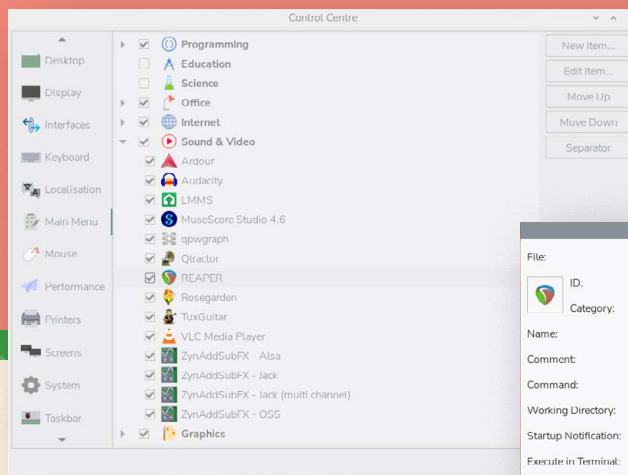 Control Centre
Desktop
Display
Interfaces
Keyboard
Localisation
Main Menu
Mouse
Performance
Printers
Screens
System
Taskbar
Programming
Education
Science
Office
Internet
Sound & Video
Ardour
Audacity
LMMS
MuseScore Studio 4.6
qpwgraph
Qtractor
REAPER
Rosegarden
TuxGuitar
VLC Media Player
ZynAddSubFX - Alsa
ZynAddSubFX - Jack
ZynAddSubFX - Jack (multi channel)
ZynAddSubFX - OSS
Graphics
New Item...
Edit Item...
Move Up
Move Down
Separator
File:
ID:
Category:
Name:
Comment:
Command:
Working Directory:
Startup Notification:
Execute in Terminal: